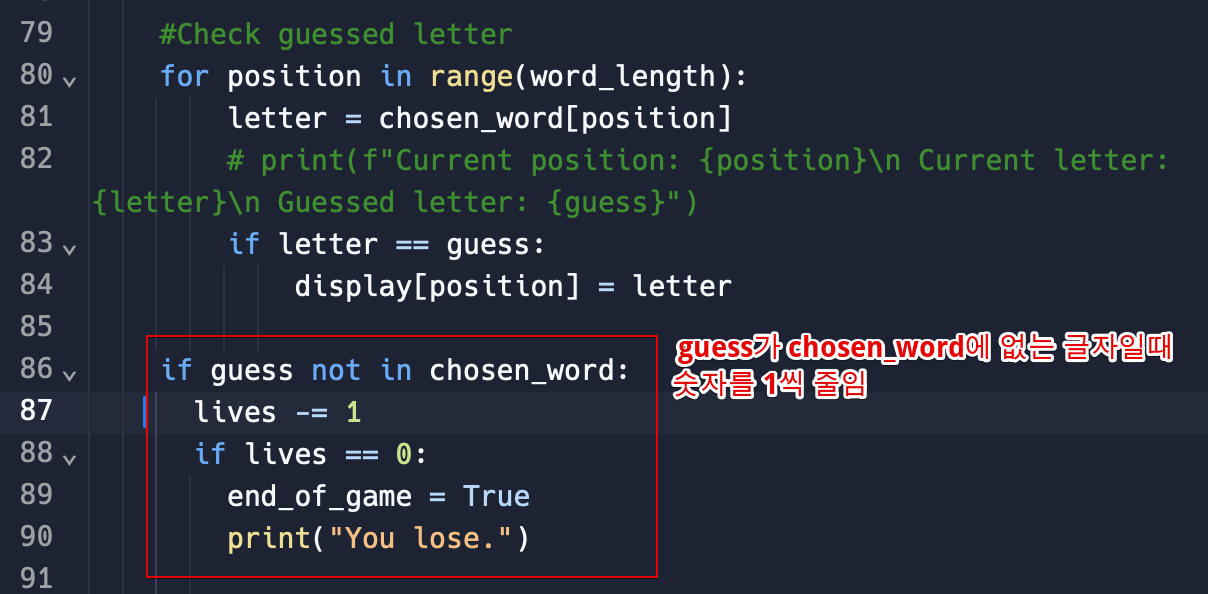 79 #Check guessed letter
80 for position in range(word_length):
81 letter = chosen_word[position]
82 # print(f"Current position: {position}\n Current letter:
{letter}\n Guessed letter: {guess}")
83 if letter == guess:
84 display[position] = letter
85
86 if guess not in chosen_word:
guess가 chosen_word에 없는 글자일때
숫자를 1씩 줄임
87 lives -= 1
88 if lives == 0:
89 end_of_game = True
90 print("You lose.")
91